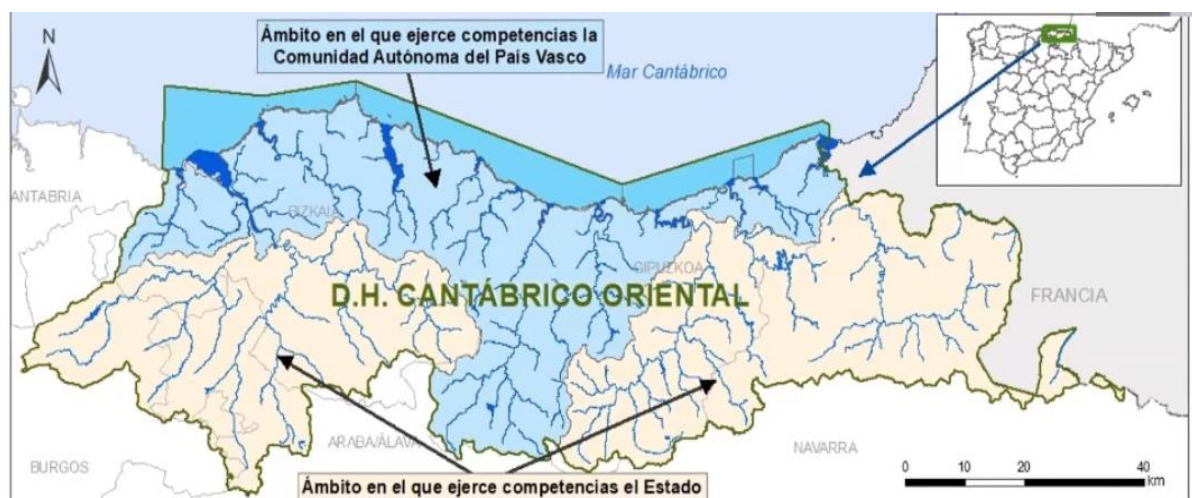 Ámbito en el que ejerce competencias la
Comunidad Autónoma del País Vasco
N
Mar Cantábrico
ANTABRIA
BIZKAIA
GIPUZKOA
D.H. CANTÁBRICO ORIENTAL
FRANCIA
ARABA/ÁLAVA
NAVARRA
BURGOS
Ámbito en el que ejerce competencias el Estado
0 10 20 40
km